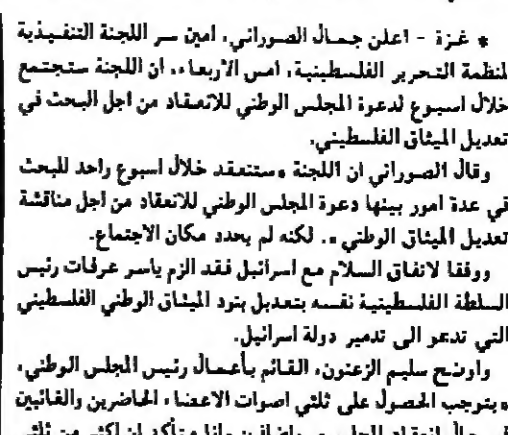 * غزة - اعلن جمال الصوراني، امين سر اللجنة التنفيذية
لمنظمة التحرير الفلسطينية، امس الأربعاء، ان اللجنة ستجتمع
خلال اسبوع لدعوة المجلس الوطني للانعقاد من اجل البحث في
تعديل الميثاق الفلسطيني.
وقال الصوراني ان اللجنة «ستنعقد خلال اسبوع واحد للبحث
في عدة امور بينها دعوة المجلس الوطني للانعقاد من اجل مناقشة
تعديل الميثاق الوطني». لكنه لم يحدد مكان الاجتماع.
ووفقا لاتفاق السلام مع اسرائيل فقد الزم ياسر عرفات رئيس
السلطة الفلسطينية نفسه بتعديل بنود الميثاق الوطني الفلسطيني
التي تدعو الى تدمير دولة اسرائيل.
واوضح سليم الزعنون، القائم بأعمال رئيس المجلس الوطني،
«يتوجب الحصول على ثلثي اصوات الاعضاء الحاضرين والغائبين
المجلس ثلثي